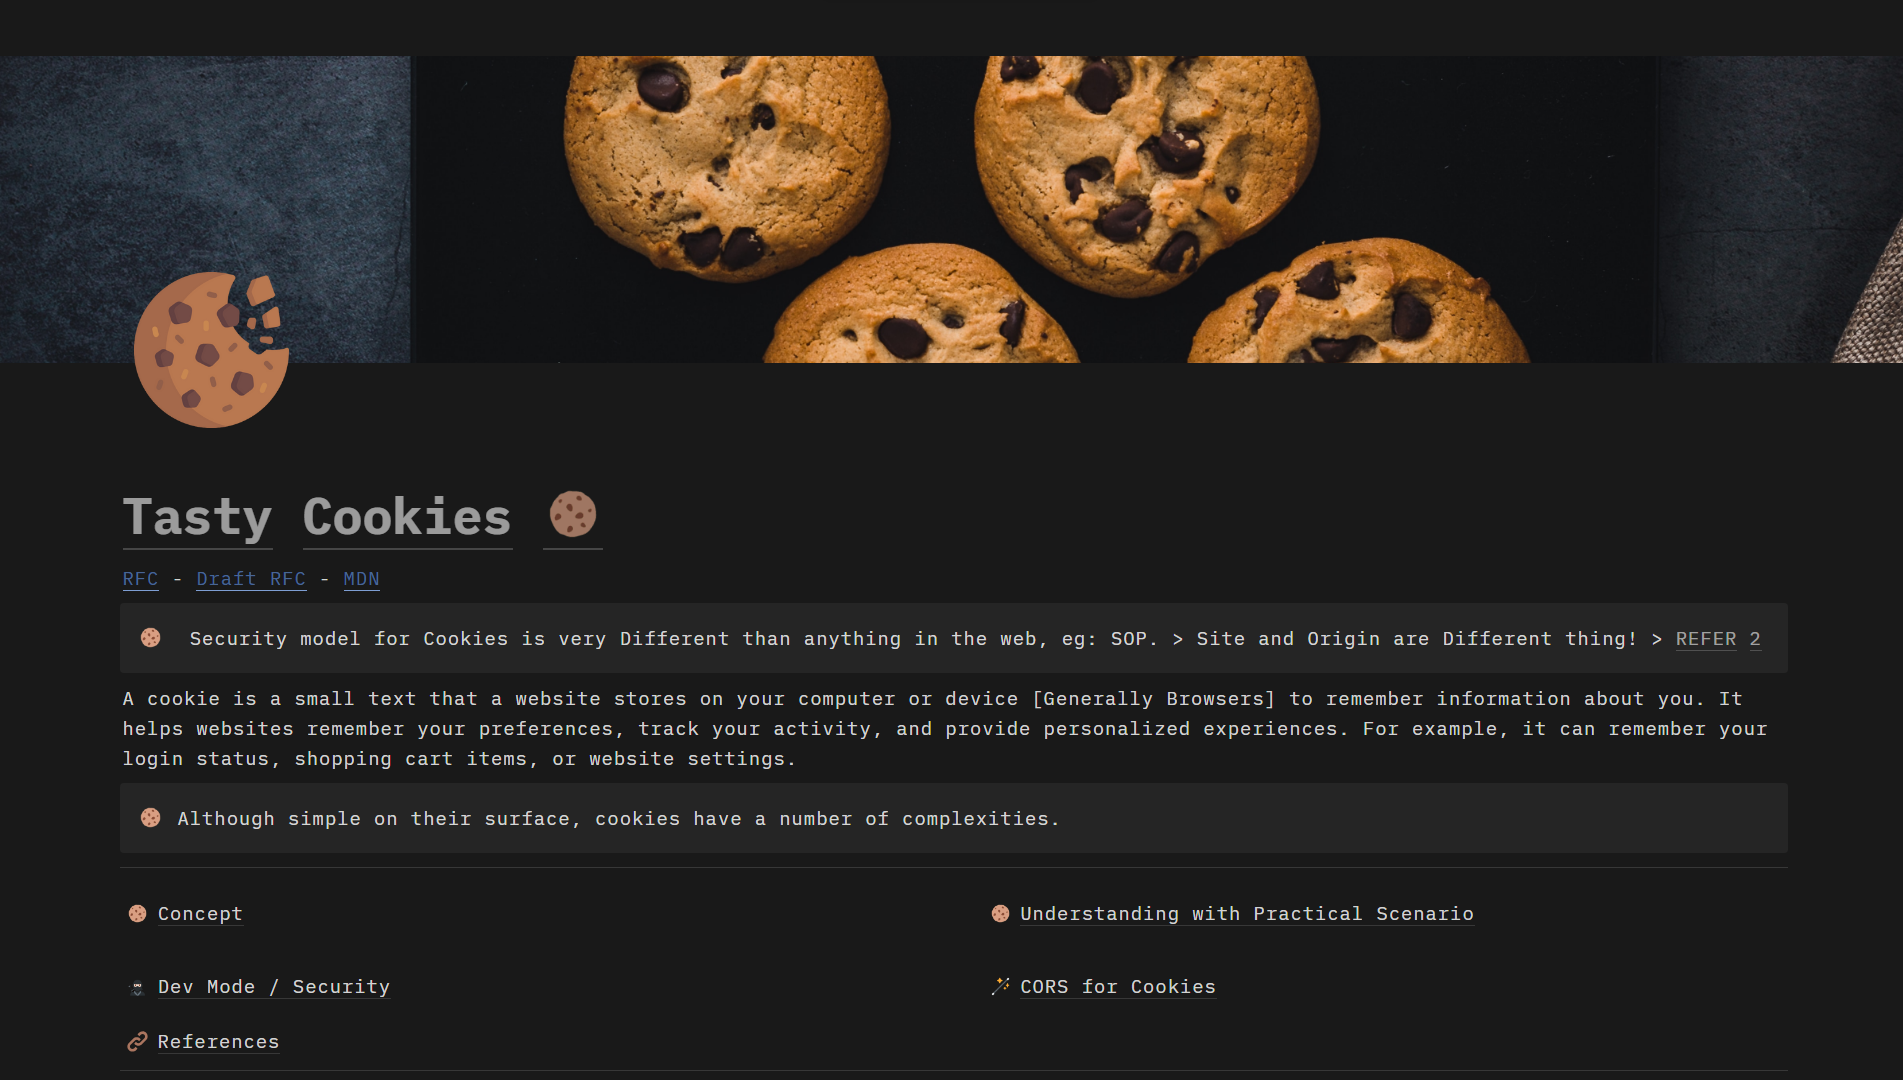 Tasty Cookies
RFC - Draft RFC - MDN
Security model for Cookies is very Different than anything in the web, eg: SOP. > Site and Origin are Different thing! > REFER 2
A cookie is a small text that a website stores on your computer or device [Generally Browsers] to remember information about you. It
helps websites remember your preferences, track your activity, and provide personalized experiences. For example, it can remember your
login status, shopping cart items, or website settings.
Although simple on their surface, cookies have a number of complexities.
Concept
Understanding with Practical Scenario
Dev Mode / Security
CORS for Cookies
References